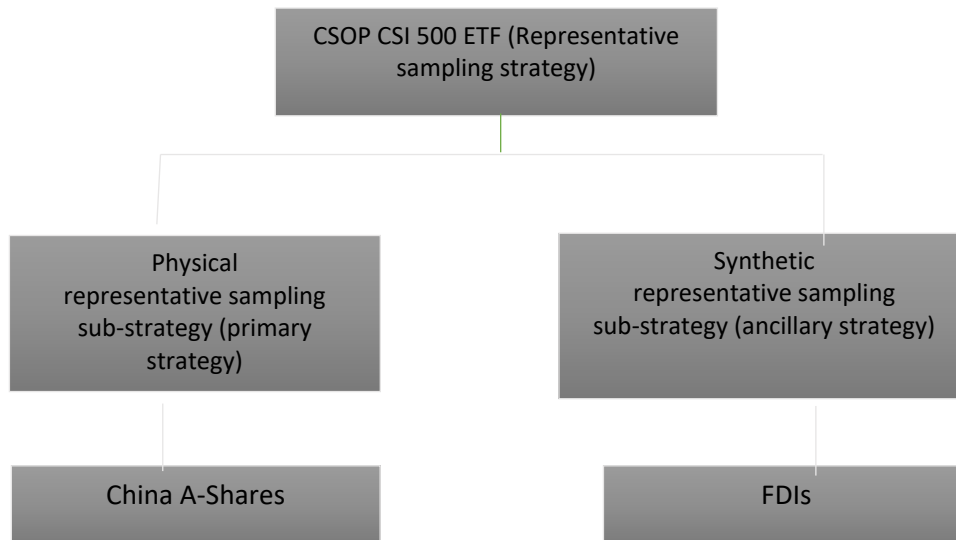 CSOP CSI 500 ETF (Representative
sampling strategy)
Physical
representative sampling
sub-strategy (primary
strategy)
Synthetic
representative sampling
sub-strategy (ancillary strategy)
China A-Shares
FDIs